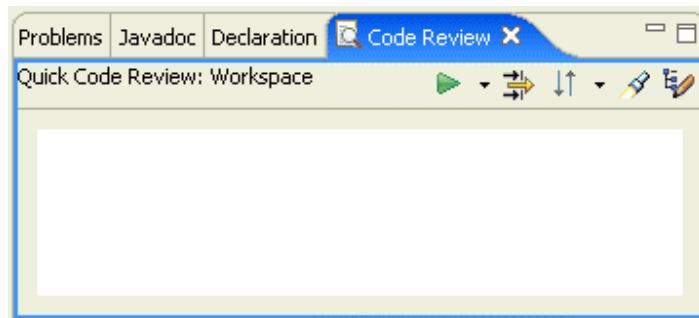 Problems Javadoc Declaration Code Review
Quick Code Review: Workspace